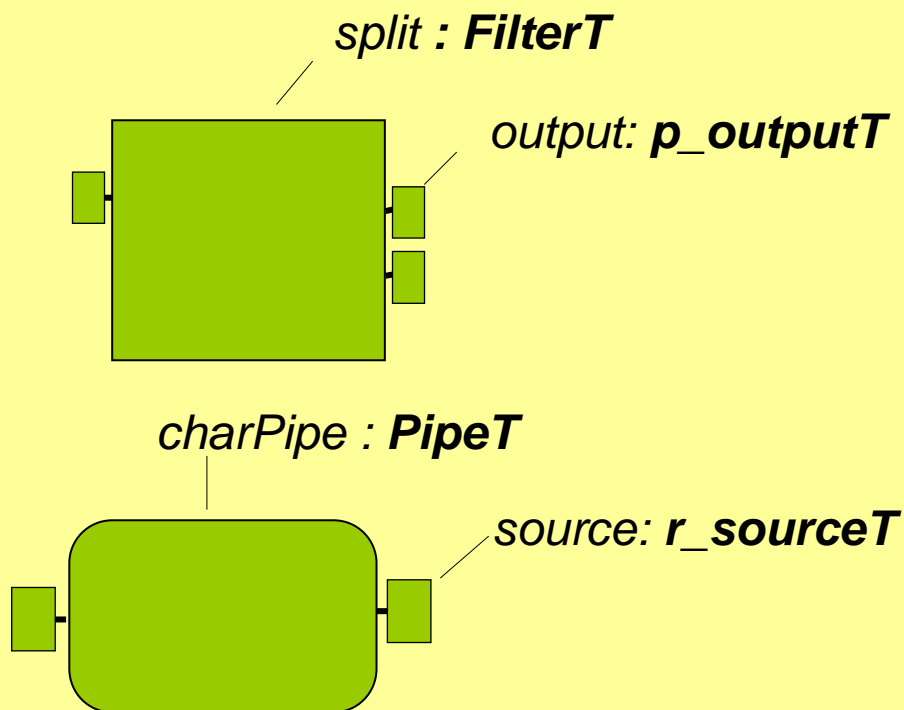 split : FilterT
output: p_outputT
charPipe : PipeT
source: r_sourceT